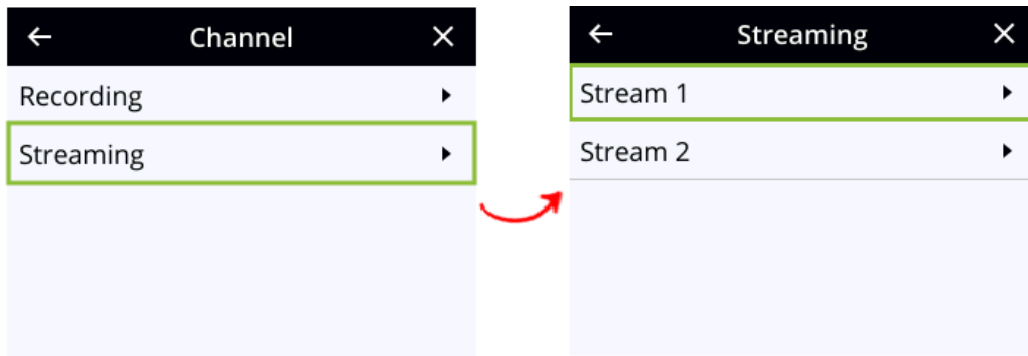 Channel
Recording
Streaming
Streaming
Stream 1
Stream 2